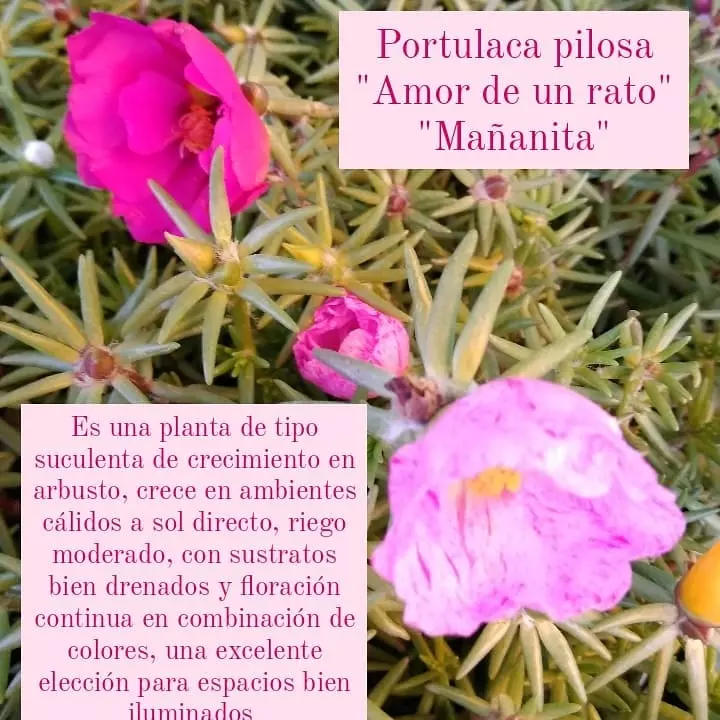 Portulaca pilosa
"Amor de un rato"
"Mañanita"
Es una planta de tipo
suculenta de crecimiento en
arbusto, crece en ambientes
cálidos a sol directo, riego
moderado, con sustratos
bien drenados y floración
continua en combinación de
colores, una excelente
elección para espacios bien
iluminados